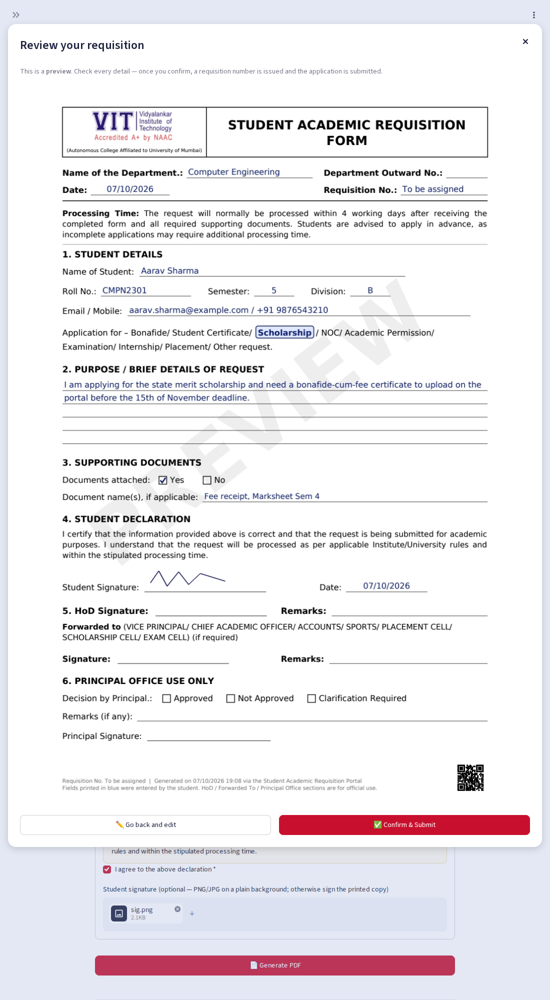 Review your requisition
This is a preview. Check every detail — once you confirm, a requisition number is issued and the application is submitted.
VIT Vidyalankar
Institute of
Technology
Accredited A+ by NAAC
(Autonomous College Affiliated to University of Mumbai)
STUDENT ACADEMIC REQUISITION
FORM
Name of the Department.: Computer Engineering Department Outward No.:
Date: 07/10/2026 Requisition No.: To be assigned
Processing Time: The request will normally be processed within 4 working days after receiving the
completed form and all required supporting documents. Students are advised to apply in advance, as
incomplete applications may require additional processing time.
1. STUDENT DETAILS
Name of Student: Aarav Sharma
Roll No.: CMPN2301 Semester: 5 Division: B
Email / Mobile: aarav.sharma@example.com / +91 9876543210
Application for – Bonafide/ Student Certificate/ Scholarship / NOC/ Academic Permission/
Examination/ Internship/ Placement/ Other request.
2. PURPOSE / BRIEF DETAILS OF REQUEST
I am applying for the state merit scholarship and need a bonafide-cum-fee certificate to upload on the
portal before the 15th of November deadline.
PREVIEW
3. SUPPORTING DOCUMENTS
Documents attached: Yes No
Document name(s), if applicable: Fee receipt, Marksheet Sem 4
4. STUDENT DECLARATION
I certify that the information provided above is correct and that the request is being submitted for academic
purposes. I understand that the request will be processed as per applicable Institute/University rules and
within the stipulated processing time.
Student Signature: Date: 07/10/2026
5. HoD Signature: Remarks:
Forwarded to (VICE PRINCIPAL/ CHIEF ACADEMIC OFFICER/ ACCOUNTS/ SPORTS/ PLACEMENT CELL/
SCHOLARSHIP CELL/ EXAM CELL) (if required)
Signature: Remarks:
6. PRINCIPAL OFFICE USE ONLY
Decision by Principal.: Approved Not Approved Clarification Required
Remarks (if any):
Principal Signature:
Requisition No. To be assigned | Generated on 07/10/2026 19:08 via the Student Academic Requisition Portal
Fields printed in blue were entered by the student. HoD / Forwarded To / Principal Office sections are for official use.
Go back and edit
Confirm & Submit
rules and within the stipulated processing time.
I agree to the above declaration *
Student signature (optional — PNG/JPG on a plain background; otherwise sign the printed copy)
sig.png
2.1KB
Generate PDF